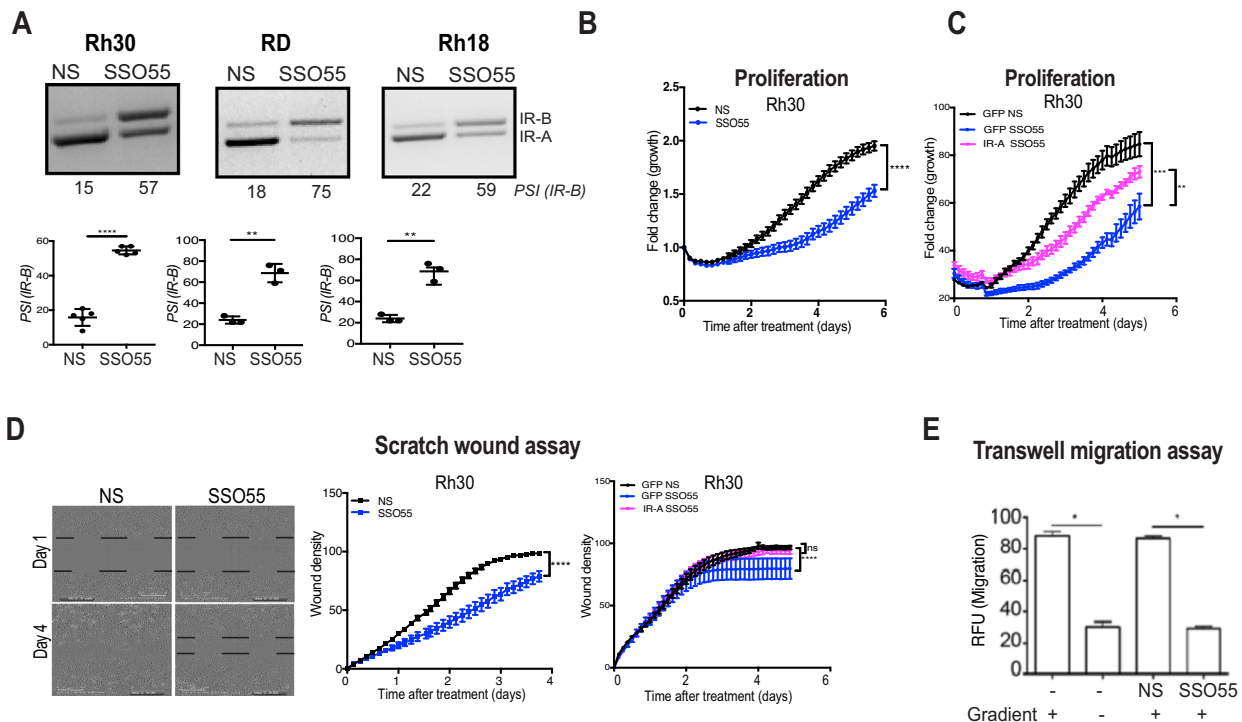 A
Rh30
RD
Rh18
NS SSO55
NS SSO55
NS SSO55
IR-B
IR-A
15 57
18 75
22 59
PSI (IR-B)
60
40
20
0
PSI (IR-B)
****
NS SSO55
100
80
60
40
20
0
PSI (IR-B)
**
NS SSO55
100
80
60
40
20
0
PSI (IR-B)
**
NS SSO55
B
Proliferation
Rh30
NS
SSO55
2.5
2.0
1.5
1.0
0.5
Fold change (growth)
****
0 2 4 6
Time after treatment (days)
C
Proliferation
Rh30
GFP NS
GFP SSO55
IR-A SSO55
100
80
60
40
20
Fold change (growth)
***
**
0 2 4 6
Time after treatment (days)
D
Scratch wound assay
NS SSO55
Day 1
Day 4
Rh30
NS
SSO55
150
100
50
0
Wound density
****
0 1 2 3 4
Time after treatment (days)
Rh30
GFP NS
GFP SSO55
IR-A SSO55
150
100
50
0
Wound density
ns
****
0 2 4 6
Time after treatment (days)
E
Transwell migration assay
100
80
60
40
20
0
RFU (Migration)
* *
- - NS SSO55
Gradient + - + +